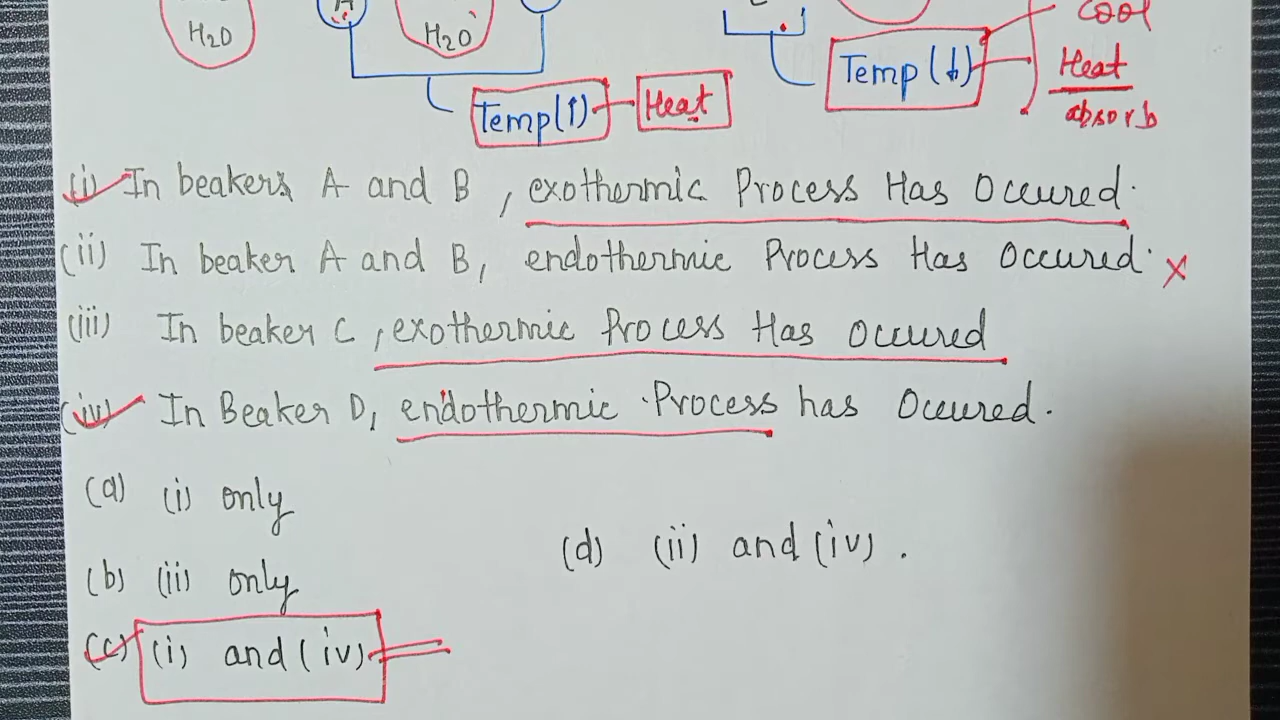 H2O
A
H2O
Cool
Temp(↑) Heat
Temp(↓)
Heat
absorb
(i) In beakers A and B, exothermic Process Has Occured.
(ii) In beaker A and B, endothermic Process Has Occured. x
(iii) In beaker C, exothermic Process Has Occured
(iv) In Beaker D, endothermic Process has Occured.
(a) (i) only
(b) (ii) only
(c) (i) and (iv)
(d) (ii) and (iv).